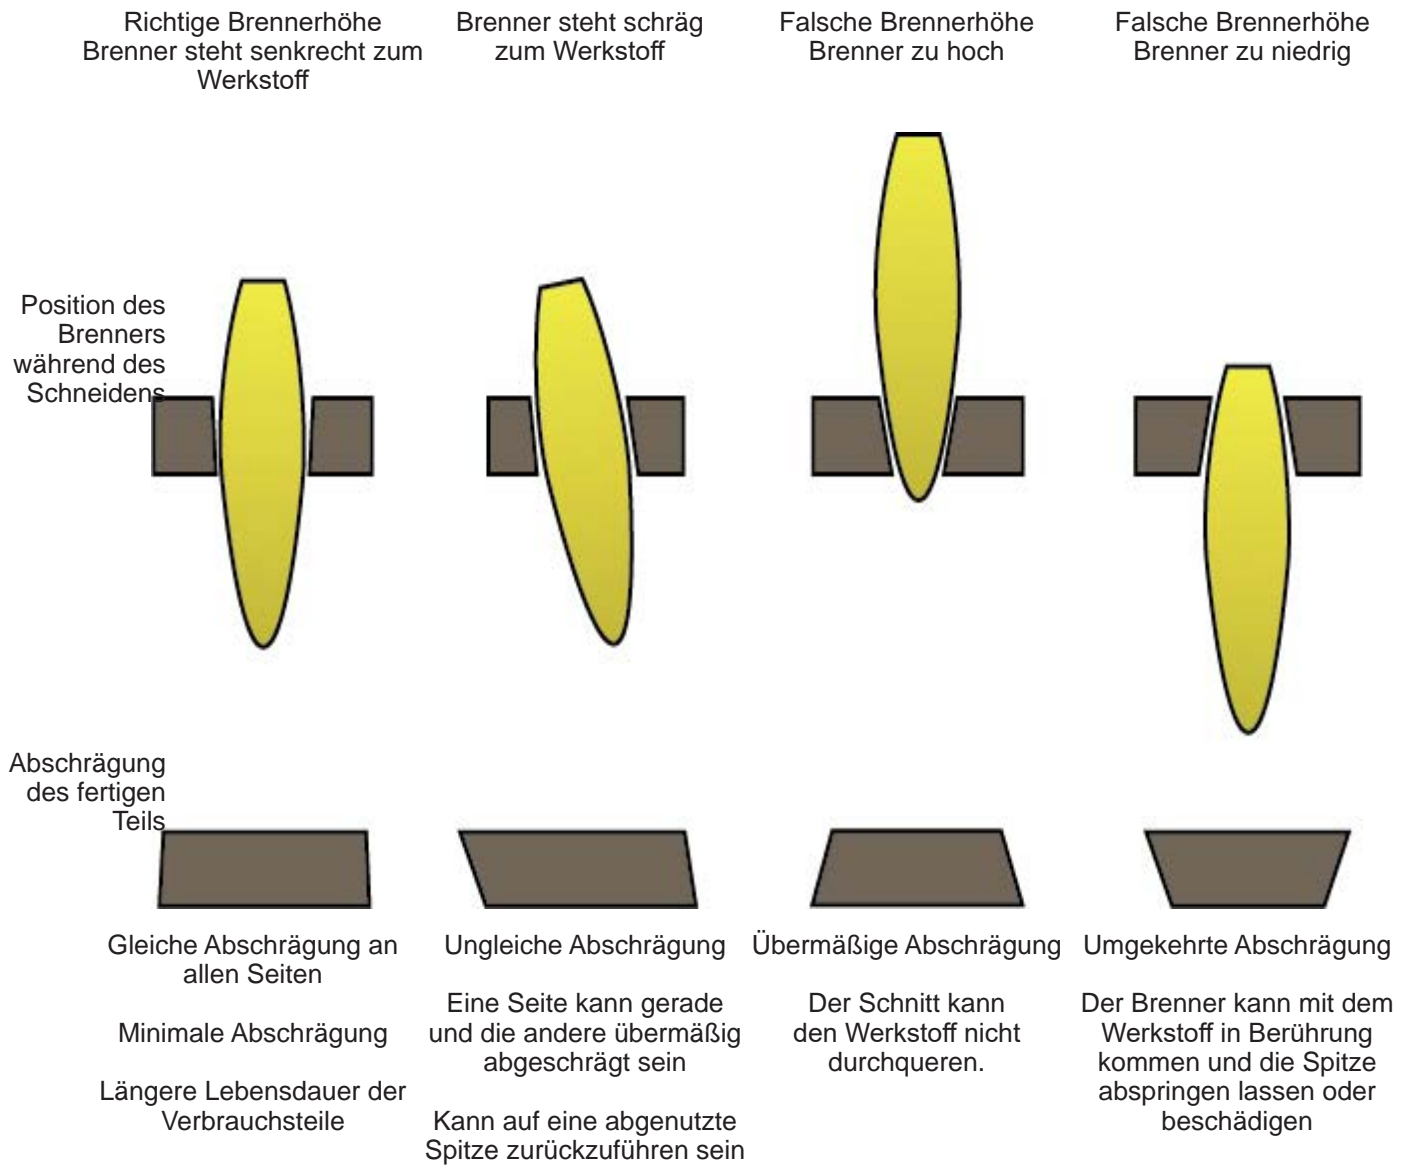 Richtige Brennerhöhe
Brenner steht senkrecht zum
Werkstoff
Brenner steht schräg
zum Werkstoff
Falsche Brennerhöhe
Brenner zu hoch
Falsche Brennerhöhe
Brenner zu niedrig
Position des
Brenners
während des
Schneidens
Abschrägung
des fertigen
Teils
Gleiche Abschrägung an
allen Seiten
Minimale Abschrägung
Längere Lebensdauer der
Verbrauchsteile
Ungleiche Abschrägung
Eine Seite kann gerade
und die andere übermäßig
abgeschrägt sein
Kann auf eine abgenutzte
Spitze zurückzuführen sein
Übermäßige Abschrägung
Der Schnitt kann
den Werkstoff nicht
durchqueren.
Umgekehrte Abschrägung
Der Brenner kann mit dem
Werkstoff in Berührung
kommen und die Spitze
abspringen lassen oder
beschädigen